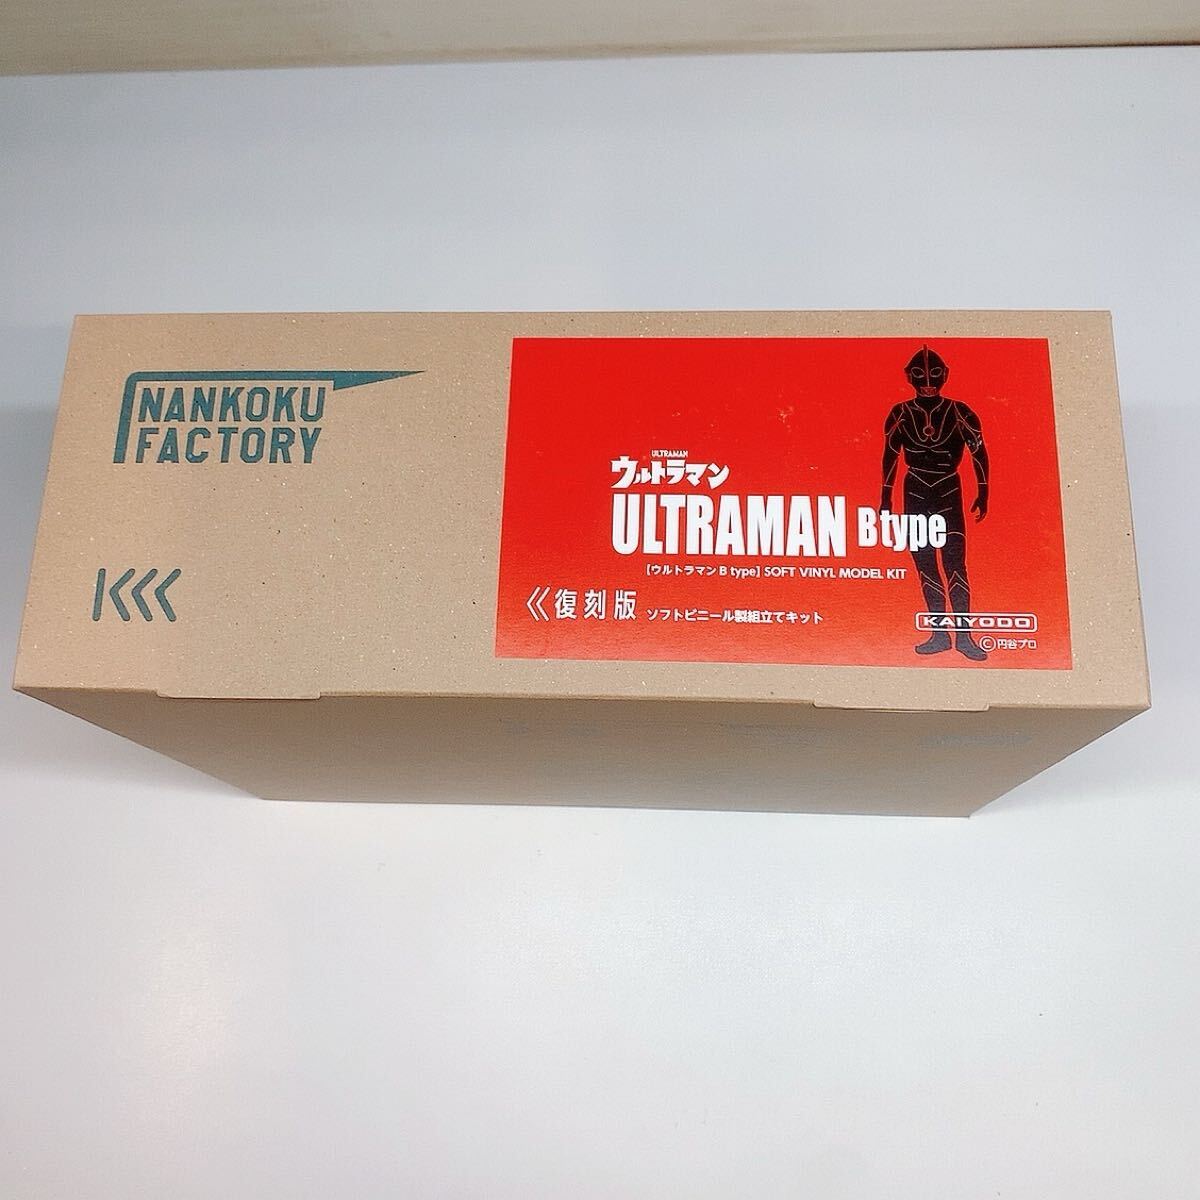 NANKOKU
FACTORY
ULTRAMAN
ウルトラマン
ULTRAMAN B type
[ウルトラマン B type] SOFT VINYL MODEL KIT
《復刻版 ソフトビニール製組立てキット
KAIYODO
©円谷プロ